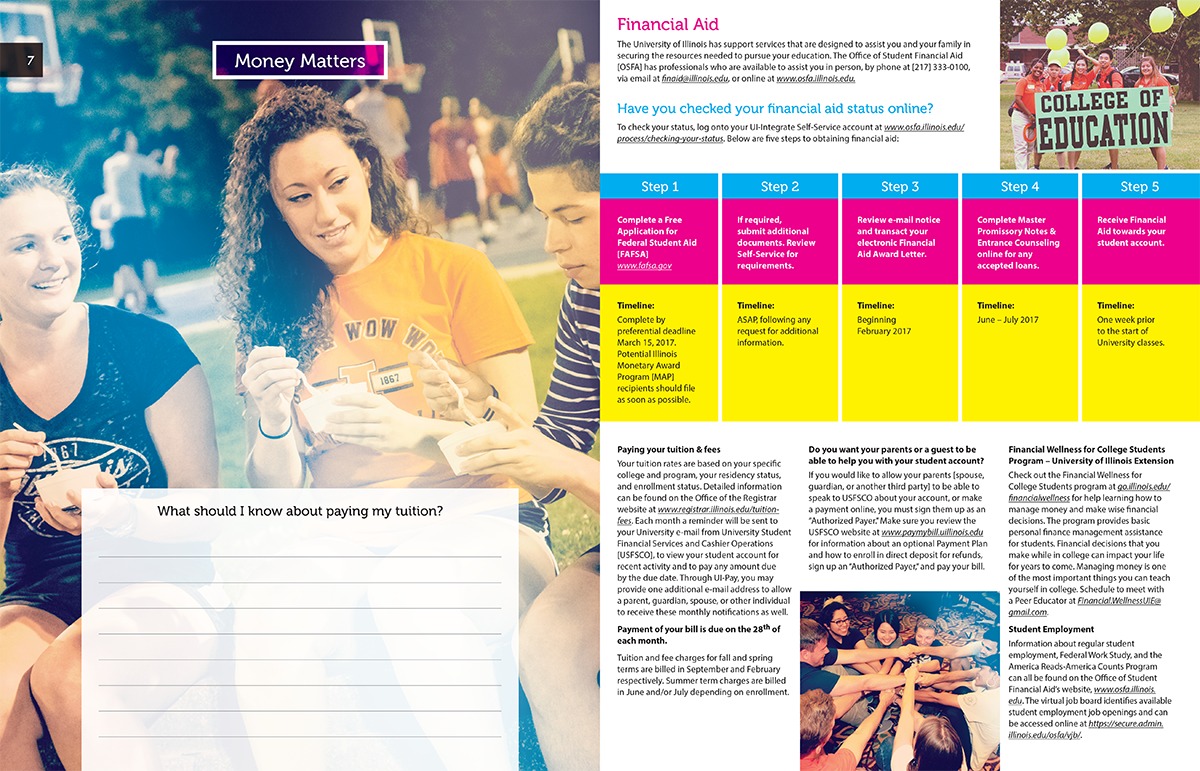 7
Money Matters
WOW WOW
1867
1867
What should I know about paying my tuition?
Financial Aid
The University of Illinois has support services that are designed to assist you and your family in
securing the resources needed to pursue your education. The Office of Student Financial Aid
[OSFA] has professionals who are available to assist you in person, by phone at [217] 333-0100,
via email at finaid@illinois.edu, or online at www.osfa.illinois.edu.
Have you checked your financial aid status online?
To check your status, log onto your UI-Integrate Self-Service account at www.osfa.illinois.edu/
process/checking-your-status. Below are five steps to obtaining financial aid:
COLLEGE OF
EDUCATION
Step 1
Complete a Free
Application for
Federal Student Aid
[FAFSA]
www.fafsa.gov
Timeline:
Complete by
preferential deadline
March 15, 2017.
Potential Illinois
Monetary Award
Program [MAP]
recipients should file
as soon as possible.
Step 2
If required,
submit additional
documents. Review
Self-Service for
requirements.
Timeline:
ASAP, following any
request for additional
information.
Step 3
Review e-mail notice
and transact your
electronic Financial
Aid Award Letter.
Timeline:
Beginning
February 2017
Step 4
Complete Master
Promissory Notes &
Entrance Counseling
online for any
accepted loans.
Timeline:
June – July 2017
Step 5
Receive Financial
Aid towards your
student account.
Timeline:
One week prior
to the start of
University classes.
Paying your tuition & fees
Your tuition rates are based on your specific
college and program, your residency status,
and enrollment status. Detailed information
can be found on the Office of the Registrar
website at www.registrar.illinois.edu/tuition-
fees. Each month a reminder will be sent to
your University e-mail from University Student
Financial Services and Cashier Operations
[USFSCO], to view your student account for
recent activity and to pay any amount due
by the due date. Through UI-Pay, you may
provide one additional e-mail address to allow
a parent, guardian, spouse, or other individual
to receive these monthly notifications as well.
Payment of your bill is due on the 28th of
each month.
Tuition and fee charges for fall and spring
terms are billed in September and February
respectively. Summer term charges are billed
in June and/or July depending on enrollment.
Do you want your parents or a guest to be
able to help you with your student account?
If you would like to allow your parents [spouse,
guardian, or another third party] to be able to
speak to USFSCO about your account, or make
a payment online, you must sign them up as an
"Authorized Payer." Make sure you review the
USFSCO website at www.paymybill.uillinois.edu
for information about an optional Payment Plan
and how to enroll in direct deposit for refunds,
sign up an "Authorized Payer," and pay your bill.
Financial Wellness for College Students
Program – University of Illinois Extension
Check out the Financial Wellness for
College Students program at go.illinois.edu/
financialwellness for help learning how to
manage money and make wise financial
decisions. The program provides basic
personal finance management assistance
for students. Financial decisions that you
make while in college can impact your life
for years to come. Managing money is one
of the most important things you can teach
yourself in college. Schedule to meet with
a Peer Educator at Financial.WellnessUIE@
gmail.com.
Student Employment
Information about regular student
employment, Federal Work Study, and the
America Reads-America Counts Program
can all be found on the Office of Student
Financial Aid's website, www.osfa.illinois.
edu. The virtual job board identifies available
student employment job openings and can
be accessed online at https://secure.admin.
illinois.edu/osfa/vjb/.